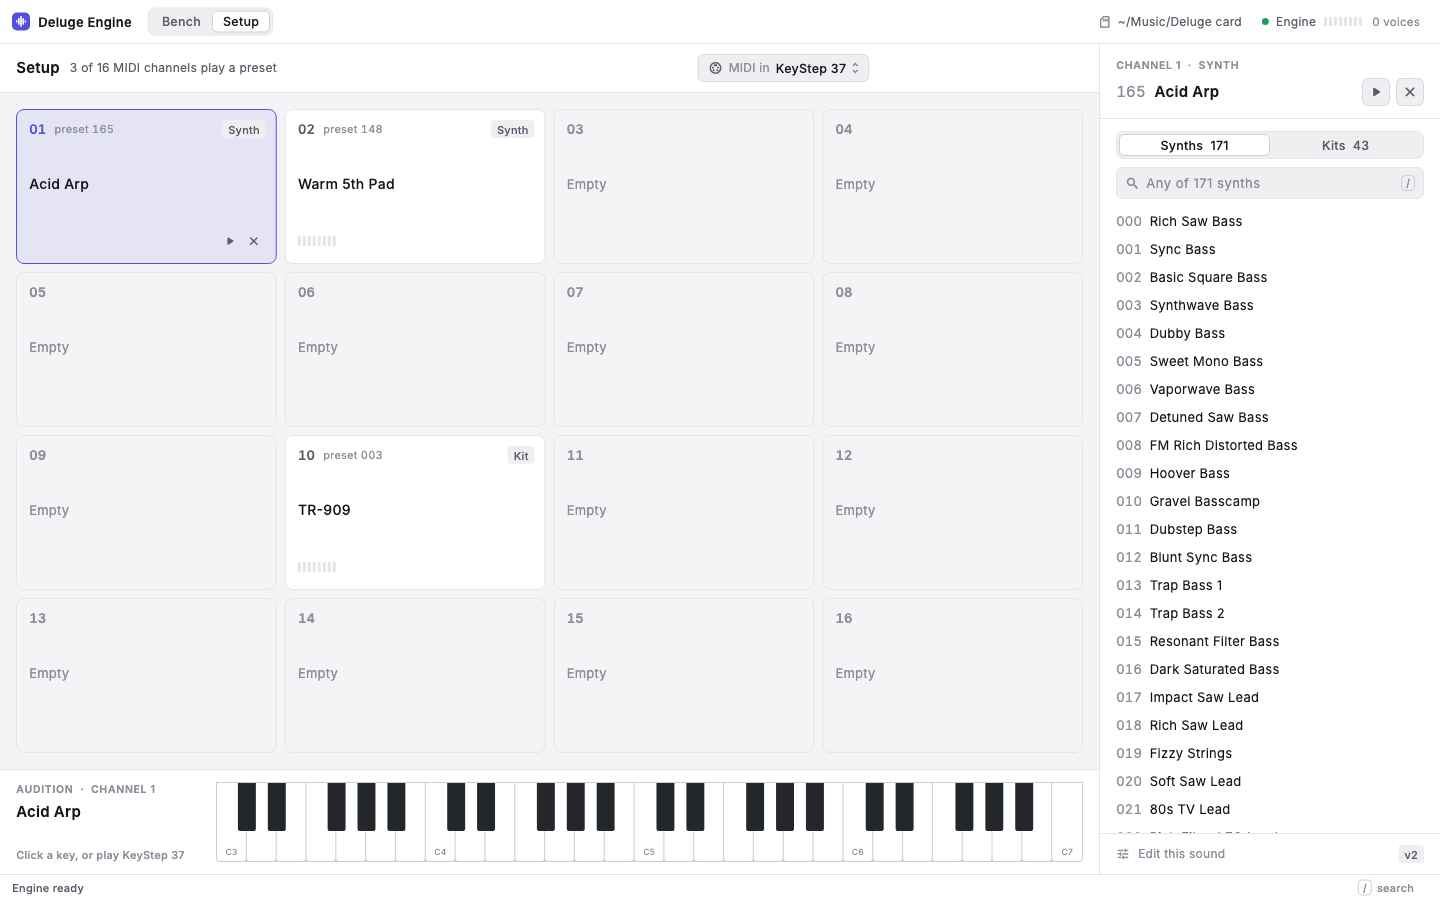 Deluge Engine
Bench
Setup
~/Music/Deluge card
Engine
0 voices
Setup
3 of 16 MIDI channels play a preset
MIDI in KeyStep 37
01 preset 165 Synth
Acid Arp
02 preset 148 Synth
Warm 5th Pad
03
Empty
04
Empty
05
Empty
06
Empty
07
Empty
08
Empty
09
Empty
10 preset 003 Kit
TR-909
11
Empty
12
Empty
13
Empty
14
Empty
15
Empty
16
Empty
AUDITION · CHANNEL 1
Acid Arp
Click a key, or play KeyStep 37
C3
C4
C5
C6
C7
CHANNEL 1 · SYNTH
165 Acid Arp
Synths 171
Kits 43
Any of 171 synths /
000 Rich Saw Bass
001 Sync Bass
002 Basic Square Bass
003 Synthwave Bass
004 Dubby Bass
005 Sweet Mono Bass
006 Vaporwave Bass
007 Detuned Saw Bass
008 FM Rich Distorted Bass
009 Hoover Bass
010 Gravel Basscamp
011 Dubstep Bass
012 Blunt Sync Bass
013 Trap Bass 1
014 Trap Bass 2
015 Resonant Filter Bass
016 Dark Saturated Bass
017 Impact Saw Lead
018 Rich Saw Lead
019 Fizzy Strings
020 Soft Saw Lead
021 80s TV Lead
Edit this sound v2
Engine ready
/ search